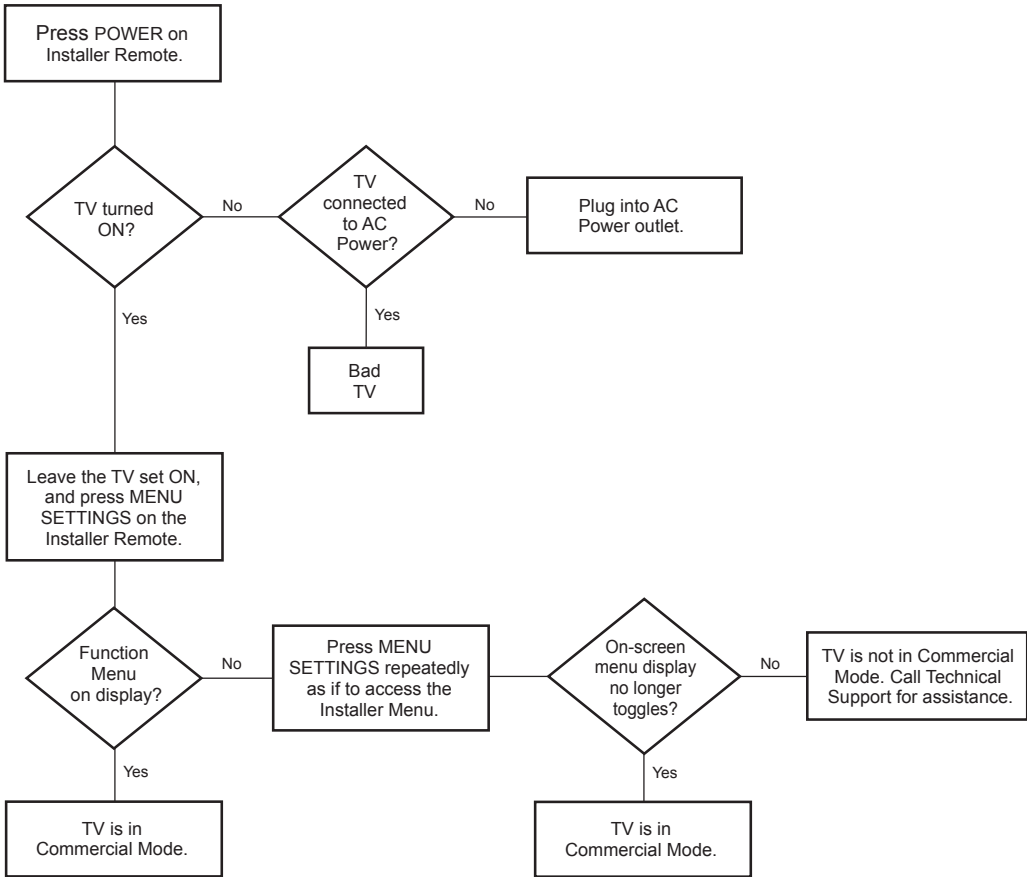 Press POWER on
Installer Remote.
TV turned
ON?
No
TV
connected
to AC
Power?
No
Plug into AC
Power outlet.
Yes
Yes
Bad
TV
Leave the TV set ON,
and press MENU
SETTINGS on the
Installer Remote.
Function
Menu
on display?
No
Press MENU
SETTINGS repeatedly
as if to access the
Installer Menu.
On-screen
menu display
no longer
toggles?
No
TV is not in Commercial
Mode. Call Technical
Support for assistance.
Yes
Yes
TV is in
Commercial Mode.
TV is in
Commercial Mode.